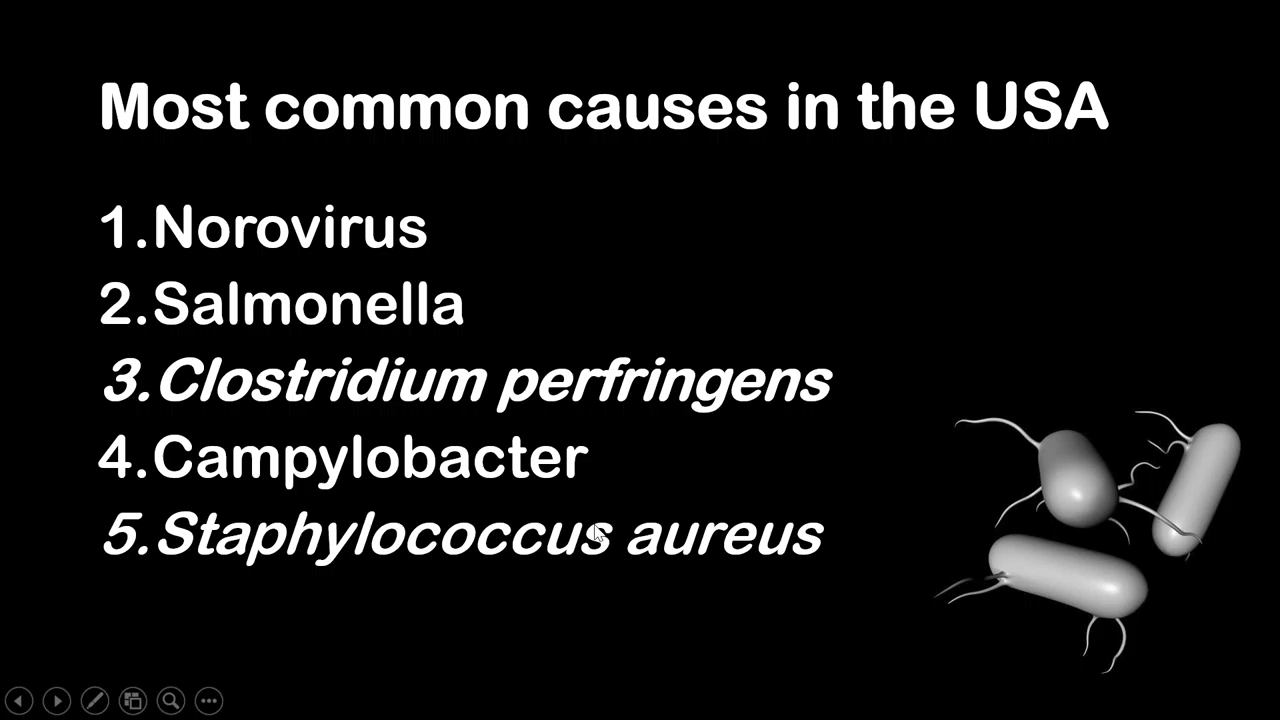 Most common causes in the USA
1.Norovirus
2.Salmonella
3.Clostridium perfringens
4.Campylobacter
5.Staphylococcus aureus